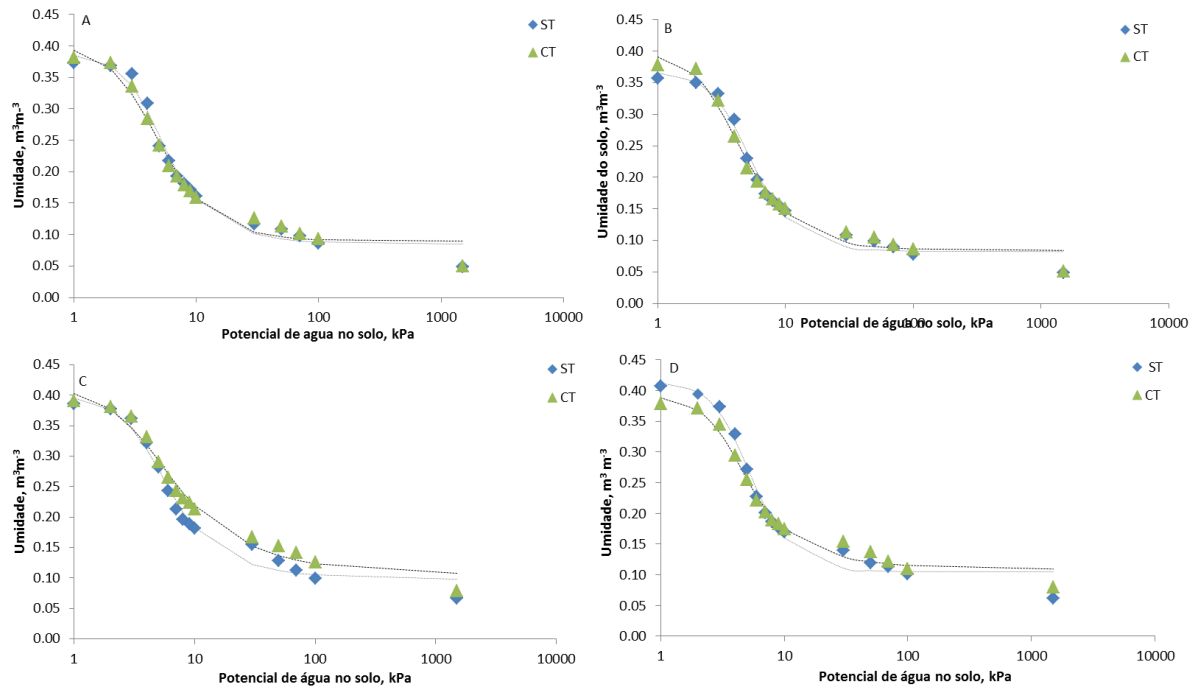 A
ST
CT
0.45
0.40
0.35
0.30
0.25
0.20
0.15
0.10
0.05
0.00
Umidade, m³m-³
1 10 100 1000 10000
Potencial de agua no solo, kPa
B
ST
CT
0.45
0.40
0.35
0.30
0.25
0.20
0.15
0.10
0.05
0.00
Umidade do solo, m³m⁻³
1 10 100 1000 10000
Potencial de água no solo, kPa
C
ST
CT
0.45
0.40
0.35
0.30
0.25
0.20
0.15
0.10
0.05
0.00
Umidade, m³m⁻³
1 10 100 1000 10000
Potencial de água no solo, kPa
D
ST
CT
0.45
0.40
0.35
0.30
0.25
0.20
0.15
0.10
0.05
0.00
Umidade, m³ m⁻³
1 10 100 1000 10000
Potencial de água no solo, kPa